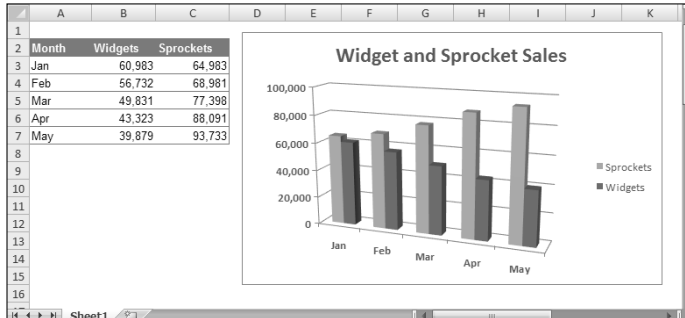 A B C D E F G H I J K
1
2 Month Widgets Sprockets
3 Jan 60,983 64,983
4 Feb 56,732 68,981
5 Mar 49,831 77,398
6 Apr 43,323 88,091
7 May 39,879 93,733
8
9
10
11
12
13
14
15
16
Widget and Sprocket Sales
100,000
80,000
60,000
40,000
20,000
0
Jan Feb Mar Apr May
Sprockets
Widgets
Sheet1